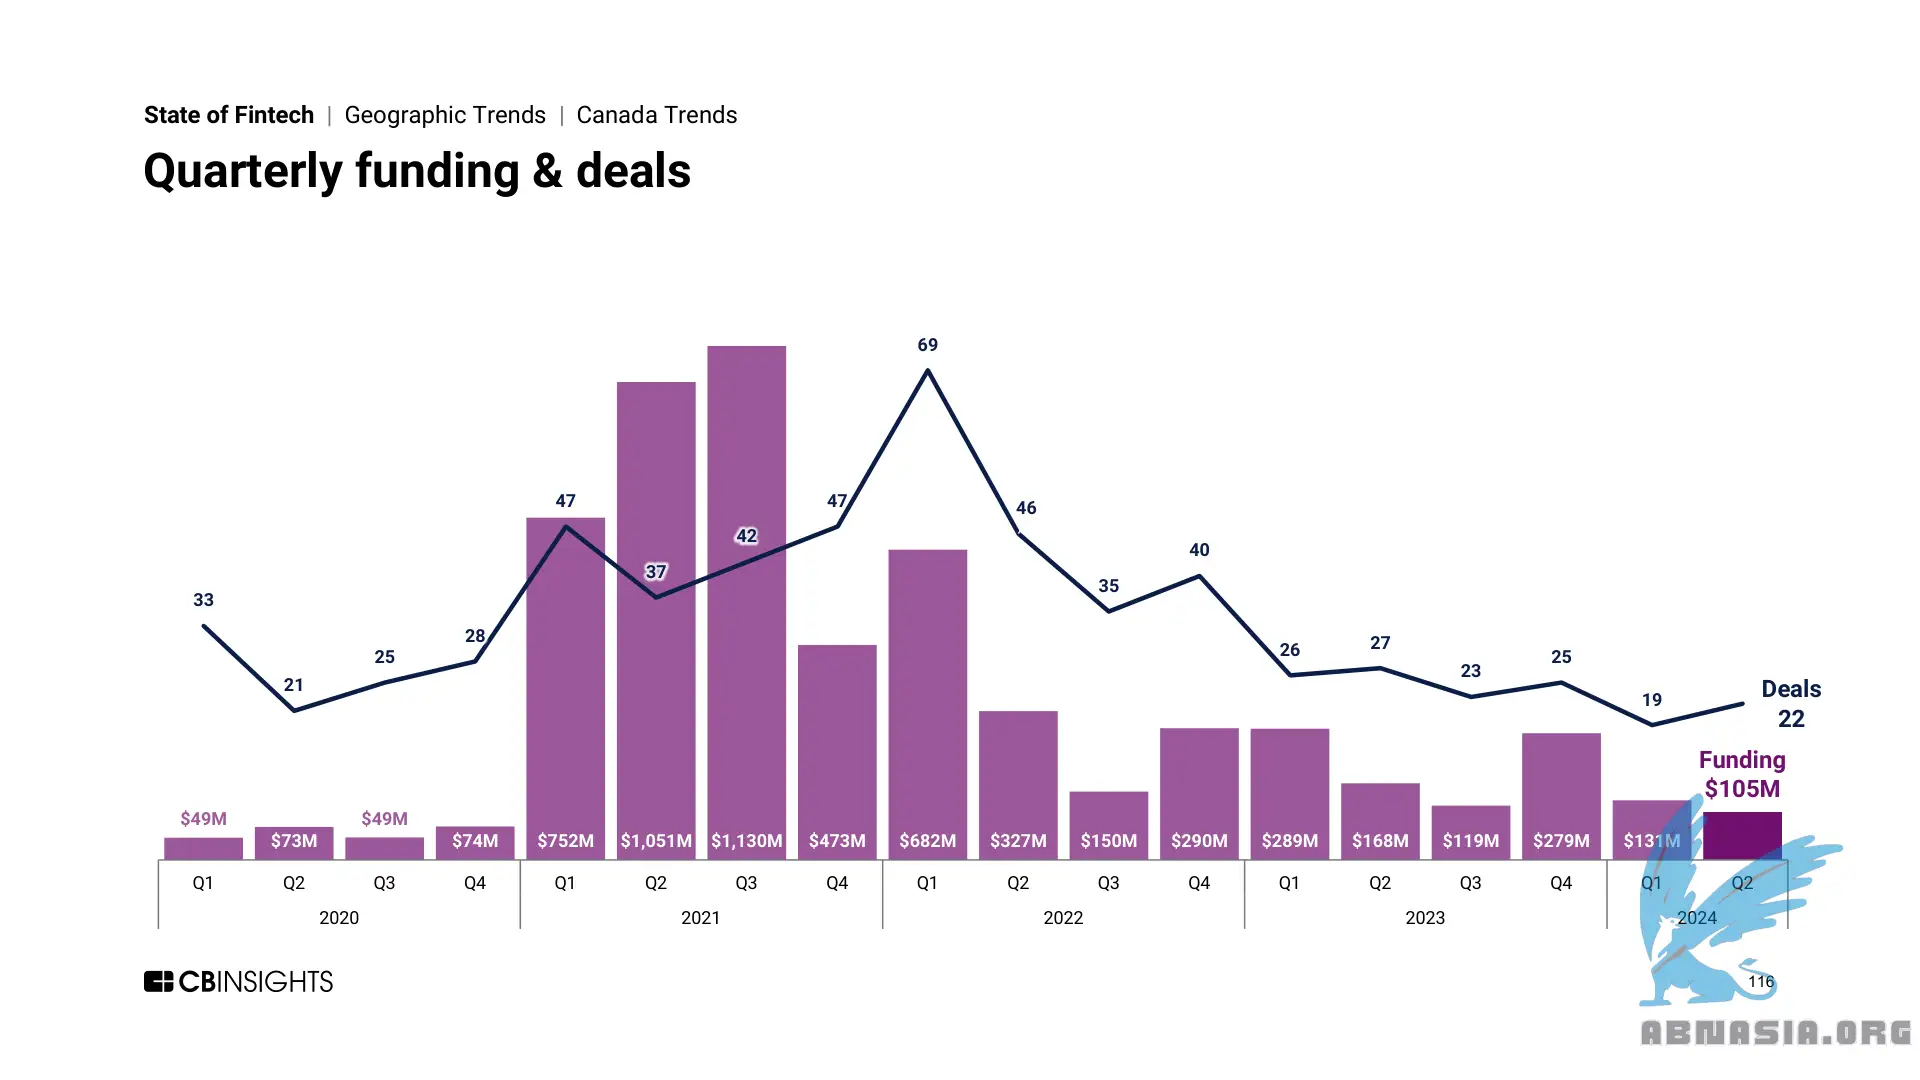 State of Fintech | Geographic Trends | Canada Trends
Quarterly funding & deals
69
47
47
46
42
40
37
35
33
28
27
26
25
25
23
21
19
Deals
22
Funding
$105M
$49M
$73M
$49M
$74M
$752M
$1,051M
$1,130M
$473M
$682M
$327M
$150M
$290M
$289M
$168M
$119M
$279M
$131M
Q1 Q2 Q3 Q4 Q1 Q2 Q3 Q4 Q1 Q2 Q3 Q4 Q1 Q2 Q3 Q4 Q1 Q2
2020 2021 2022 2023 2024
CBINSIGHTS
116
ABNASIA.ORG